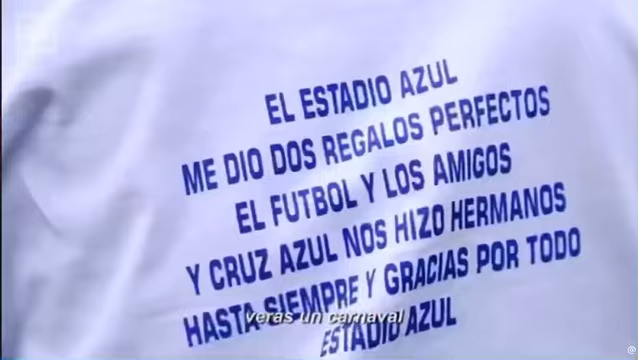 EL ESTADIO AZUL
ME DIO DOS REGALOS PERFECTOS
EL FUTBOL Y LOS AMIGOS
Y CRUZ AZUL NOS HIZO HERMANOS
HASTA SIEMPRE Y GRACIAS POR TODO
veras un carnaval
ESTADIO AZUL